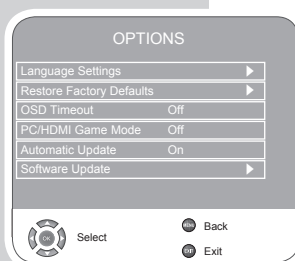 OPTIONS
Language Settings
Restore Factory Defaults
OSD Timeout Off
PC/HDMI Game Mode Off
Automatic Update On
Software Update
OK Select
MENU Back
EXIT Exit